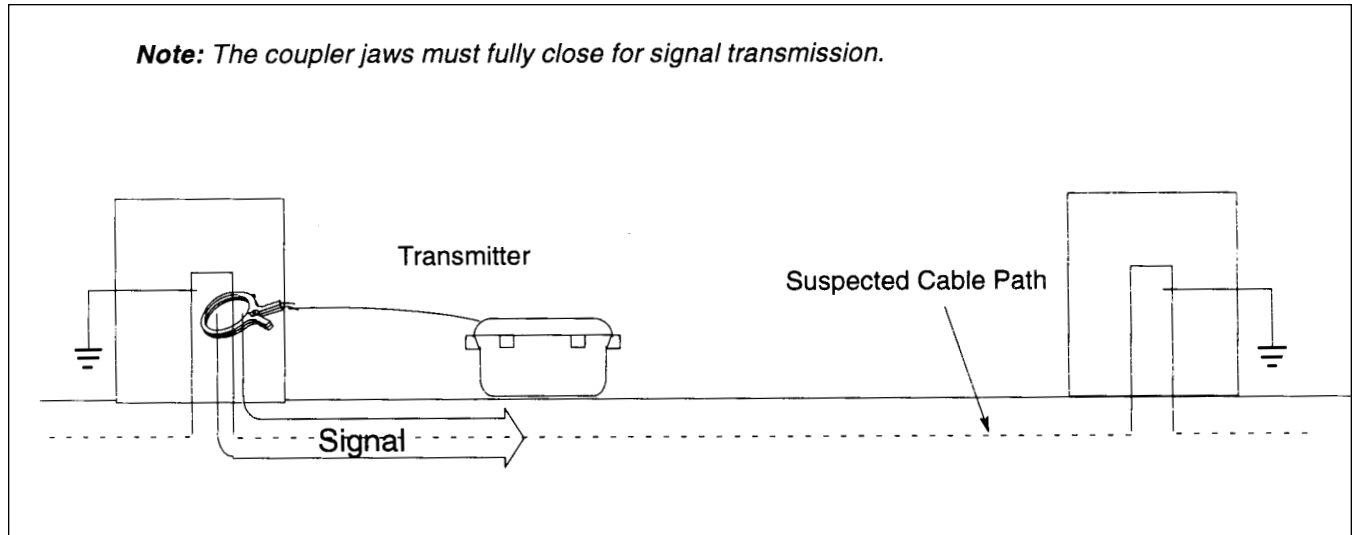 Note: The coupler jaws must fully close for signal transmission.
Transmitter
Suspected Cable Path
Signal